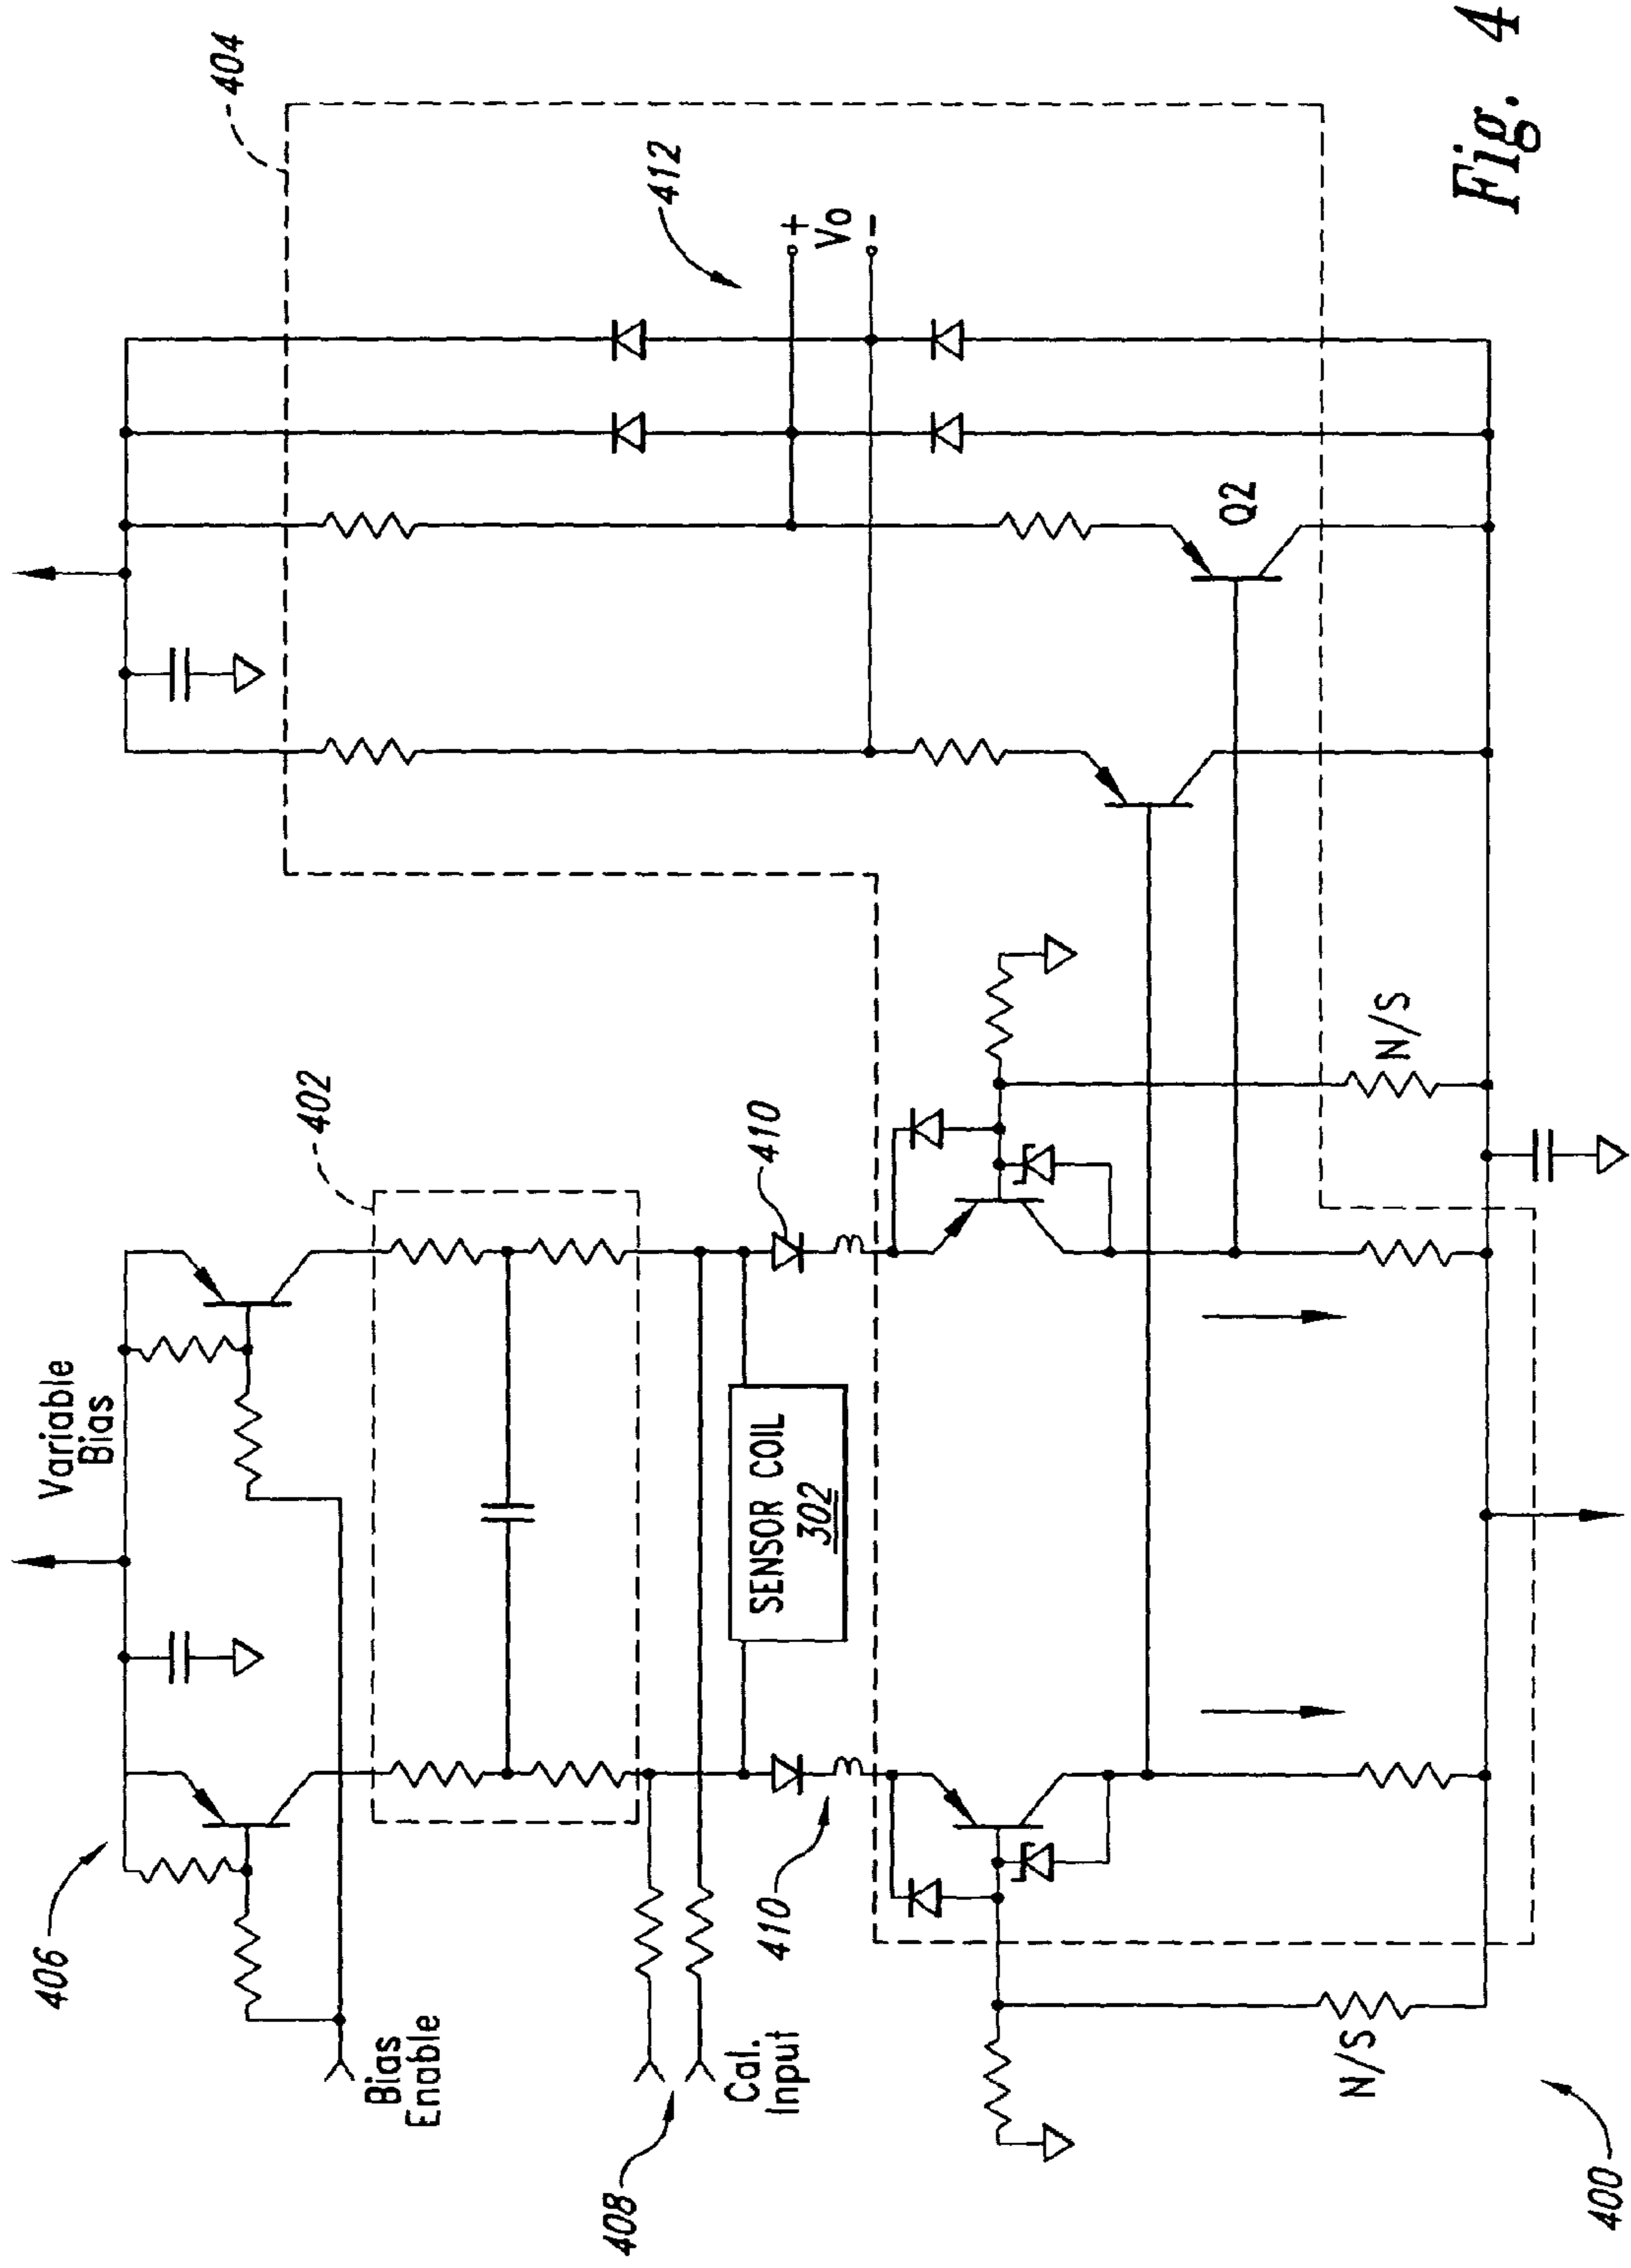 406
Variable
Bias
402
404
Bias
Enable
408
Cal.
Input
410
SENSOR COIL
302
410
412
+
Vo
-
Q2
N/S
N/S
400
Fig. 4